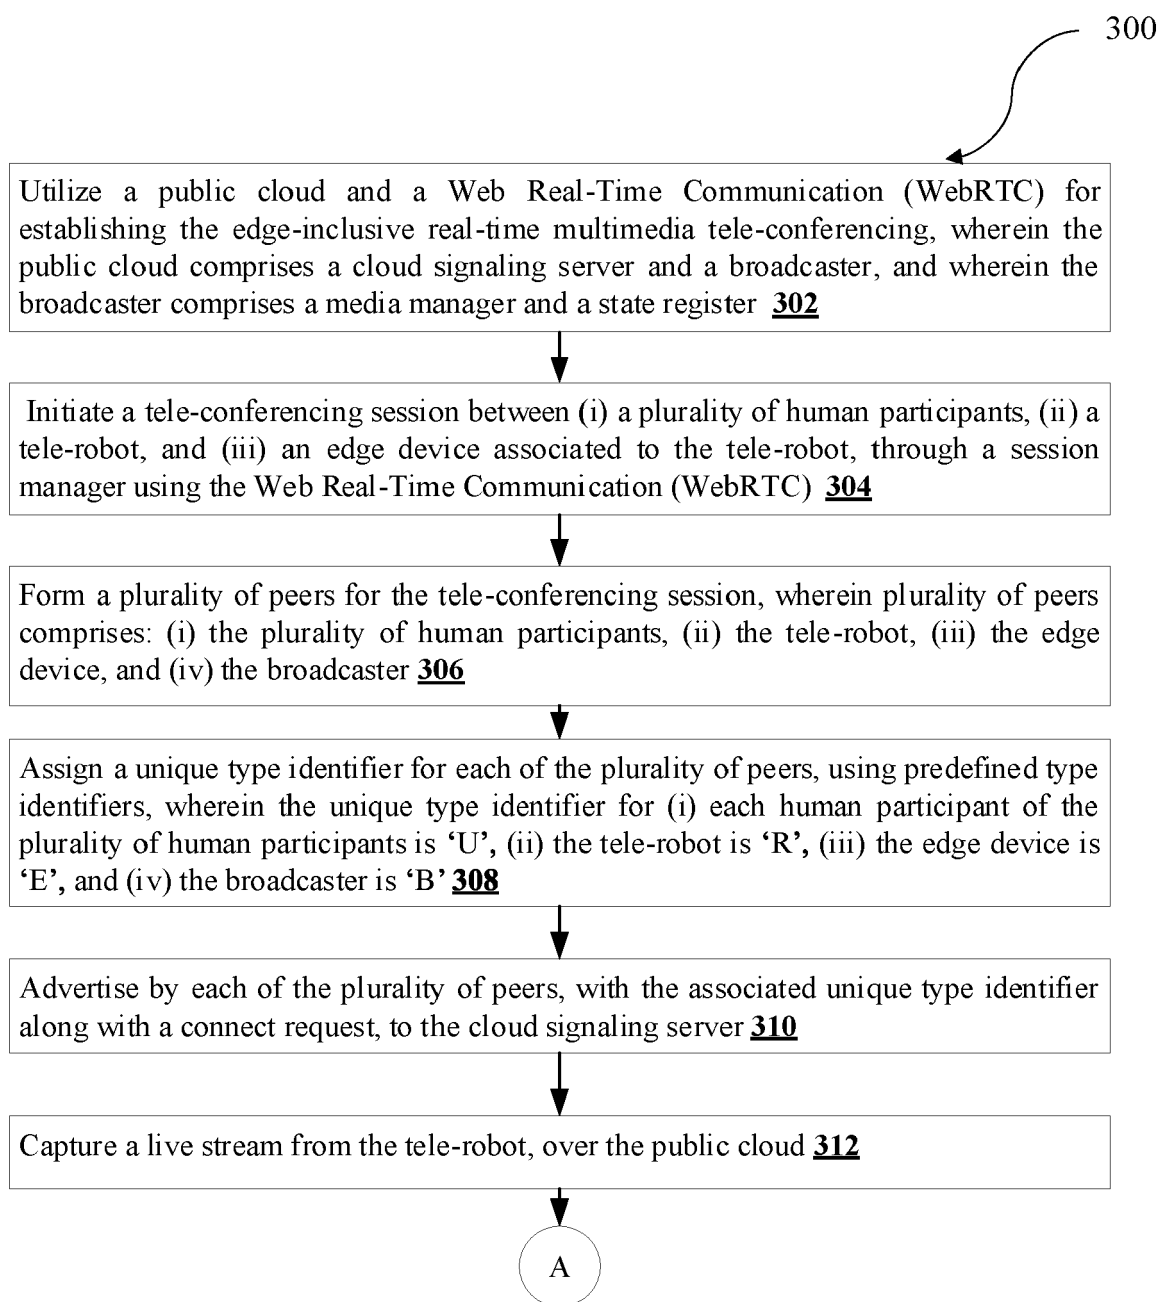 300
Utilize a public cloud and a Web Real-Time Communication (WebRTC) for
establishing the edge-inclusive real-time multimedia tele-conferencing, wherein the
public cloud comprises a cloud signaling server and a broadcaster, and wherein the
broadcaster comprises a media manager and a state register 302
Initiate a tele-conferencing session between (i) a plurality of human participants, (ii) a
tele-robot, and (iii) an edge device associated to the tele-robot, through a session
manager using the Web Real-Time Communication (WebRTC) 304
Form a plurality of peers for the tele-conferencing session, wherein plurality of peers
comprises: (i) the plurality of human participants, (ii) the tele-robot, (iii) the edge
device, and (iv) the broadcaster 306
Assign a unique type identifier for each of the plurality of peers, using predefined type
identifiers, wherein the unique type identifier for (i) each human participant of the
plurality of human participants is ‘U’, (ii) the tele-robot is ‘R’, (iii) the edge device is
‘E’, and (iv) the broadcaster is ‘B’ 308
Advertise by each of the plurality of peers, with the associated unique type identifier
along with a connect request, to the cloud signaling server 310
Capture a live stream from the tele-robot, over the public cloud 312
A